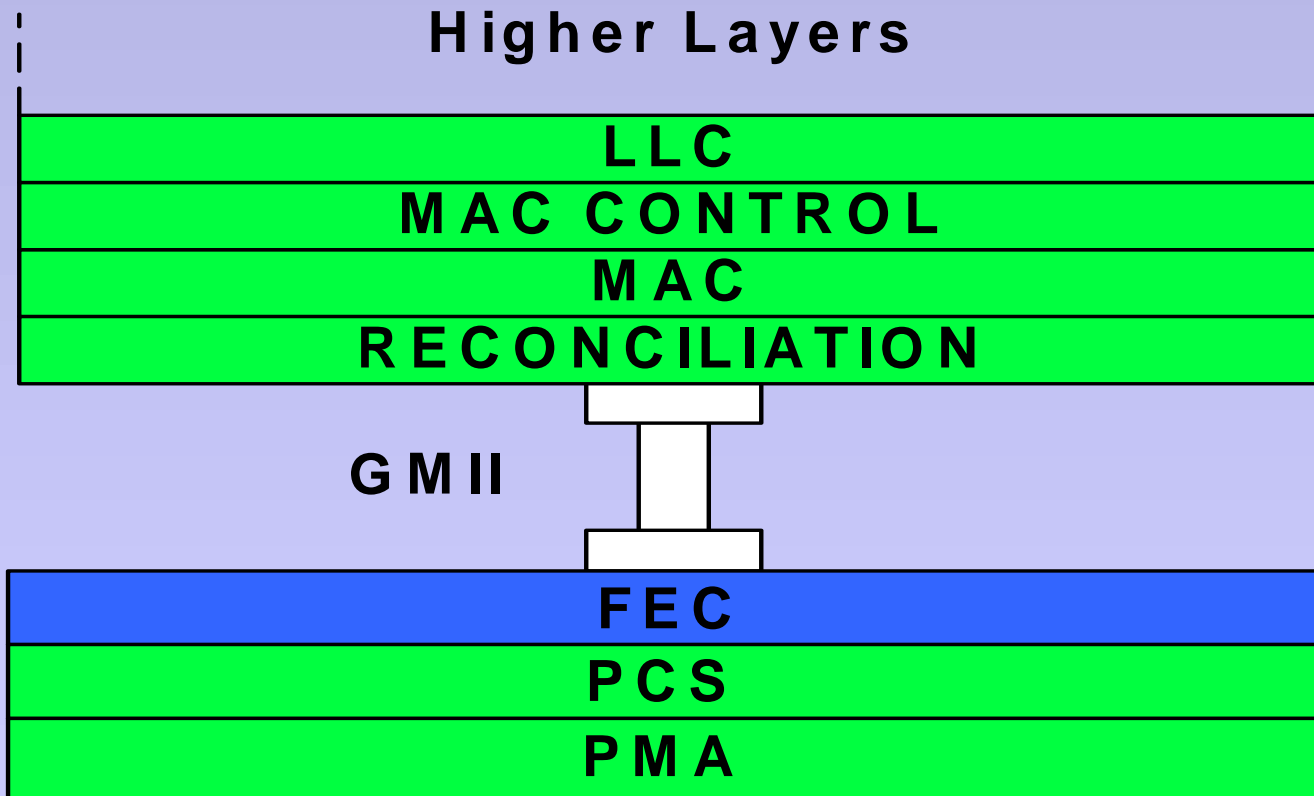 Higher Layers
LLC
MAC CONTROL
MAC
RECONCILIATION
GMII
FEC
PCS
PMA